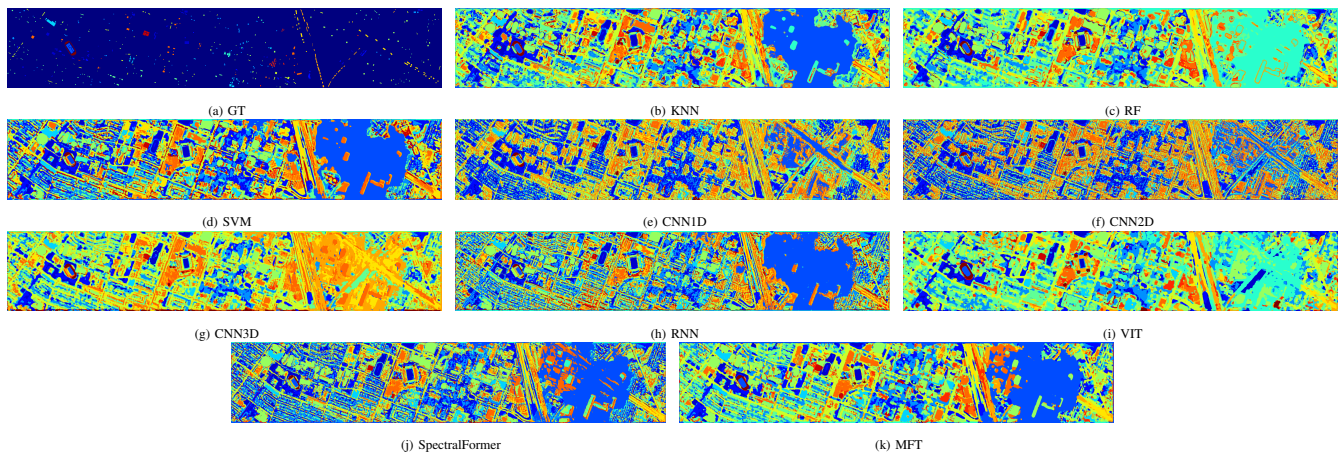 (a) GT
(b) KNN
(c) RF
(d) SVM
(e) CNN1D
(f) CNN2D
(g) CNN3D
(h) RNN
(i) VIT
(j) SpectralFormer
(k) MFT